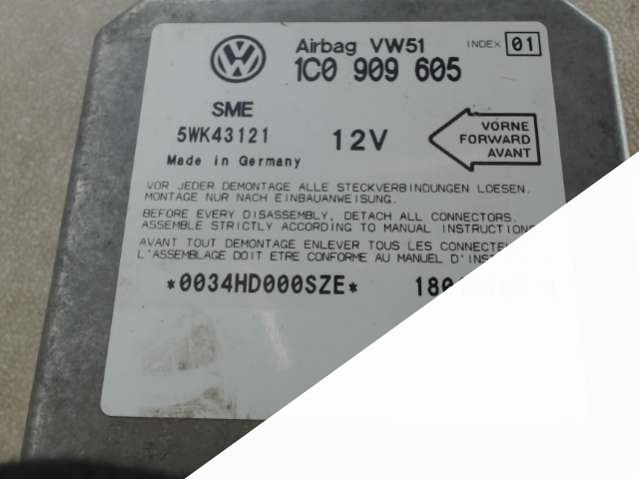 Airbag VW51 INDEX 01
1C0 909 605
SME
5WK43121 12V
Made in Germany
VORNE
FORWARD
AVANT
VOR JEDER DEMONTAGE ALLE STECKVERBINDUNGEN LOESEN.
MONTAGE NUR NACH EINBAUANWEISUNG.
BEFORE EVERY DISASSEMBLY, DETACH ALL CONNECTORS.
ASSEMBLE STRICTLY ACCORDING TO MANUAL
AVANT TOUT DEMONTAGE ENLEVER TOUS LES
L'ASSEMBLAGE DOIT ETRE CONFORME AU MANUEL
*0034HD000SZE*